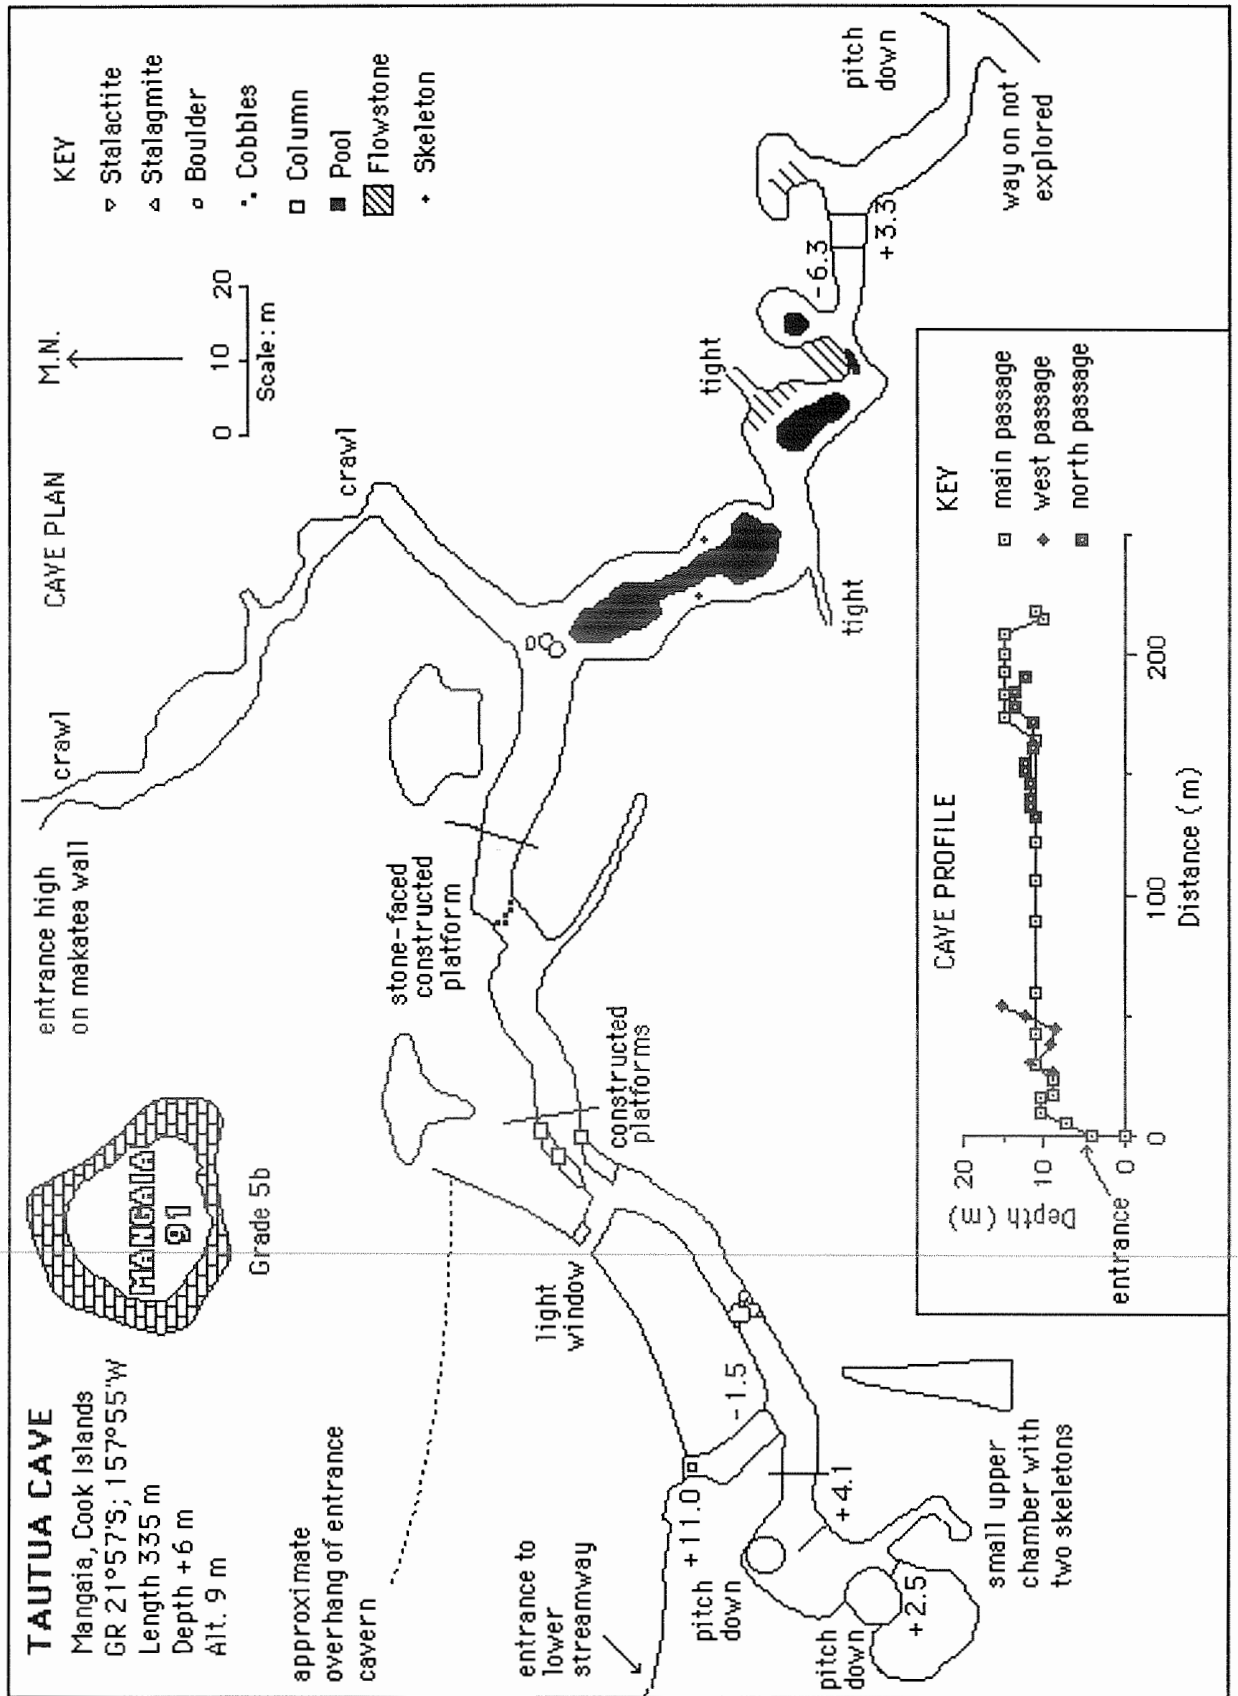 TAUTUA CAVE
Mangaia, Cook Islands
GR 21°57'S; 157°55'W
Length 335 m
Depth +6 m
Alt. 9 m
MANGAIA
91
Grade 5b
entrance high
on makatea wall
crawl
CAVE PLAN
M.N.
0 10 20
Scale: m
KEY
Stalactite
Stalagmite
Boulder
Cobbles
Column
Pool
Flowstone
Skeleton
approximate
overhang of entrance
cavern
crawl
stone-faced
constructed
platform
entrance to
lower
streamway
light
window
constructed
platforms
pitch
down
+11.0
-1.5
pitch
down
+4.1
+2.5
small upper
chamber with
two skeletons
tight
tight
-6.3
+3.3
pitch
down
way on not
explored
CAVE PROFILE
KEY
main passage
west passage
north passage
20
10
0
Depth (m)
entrance
0 100 200
Distance (m)